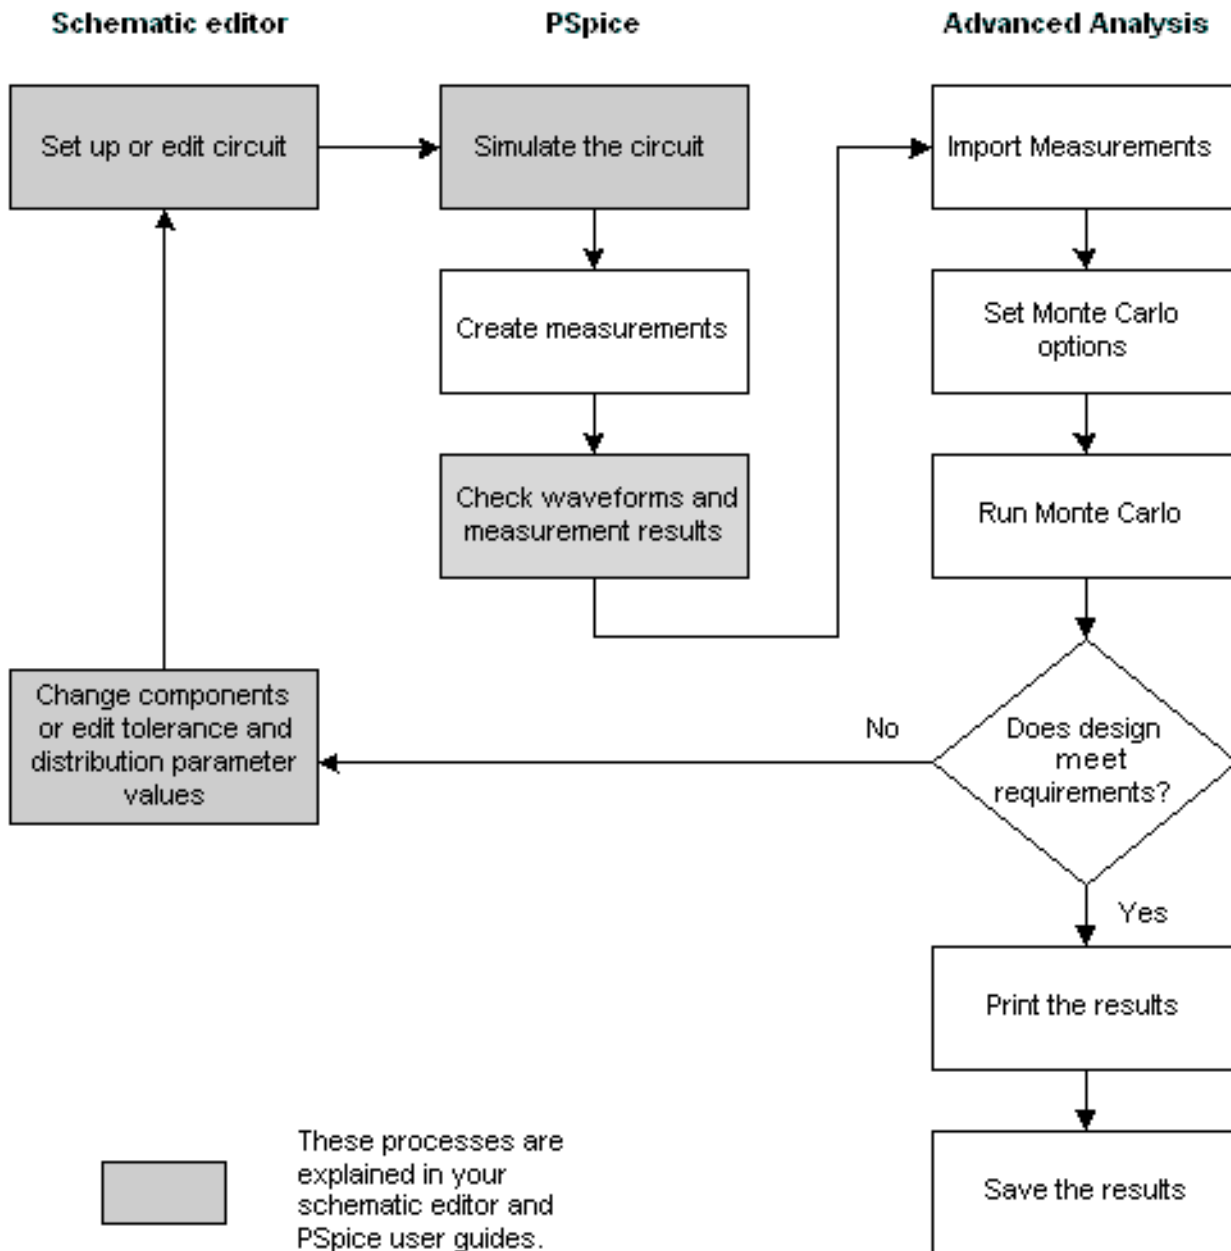 Schematic editor
PSpice
Advanced Analysis
Set up or edit circuit
Simulate the circuit
Import Measurements
Create measurements
Set Monte Carlo
options
Check waveforms and
measurement results
Run Monte Carlo
Change components
or edit tolerance and
distribution parameter
values
No
Does design
meet
requirements?
Yes
Print the results
Save the results
These processes are
explained in your
schematic editor and
PSpice user guides.